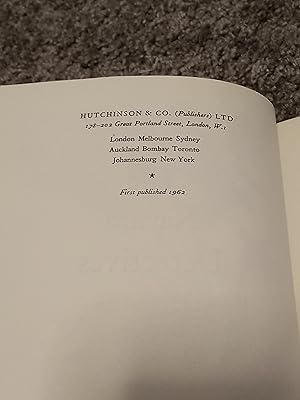 HUTCHINSON & CO. (Publishers) LTD
178-202 Great Portland Street, London, W.1
London Melbourne Sydney
Auckland Bombay Toronto
Johannesburg New York
★
First published 1962